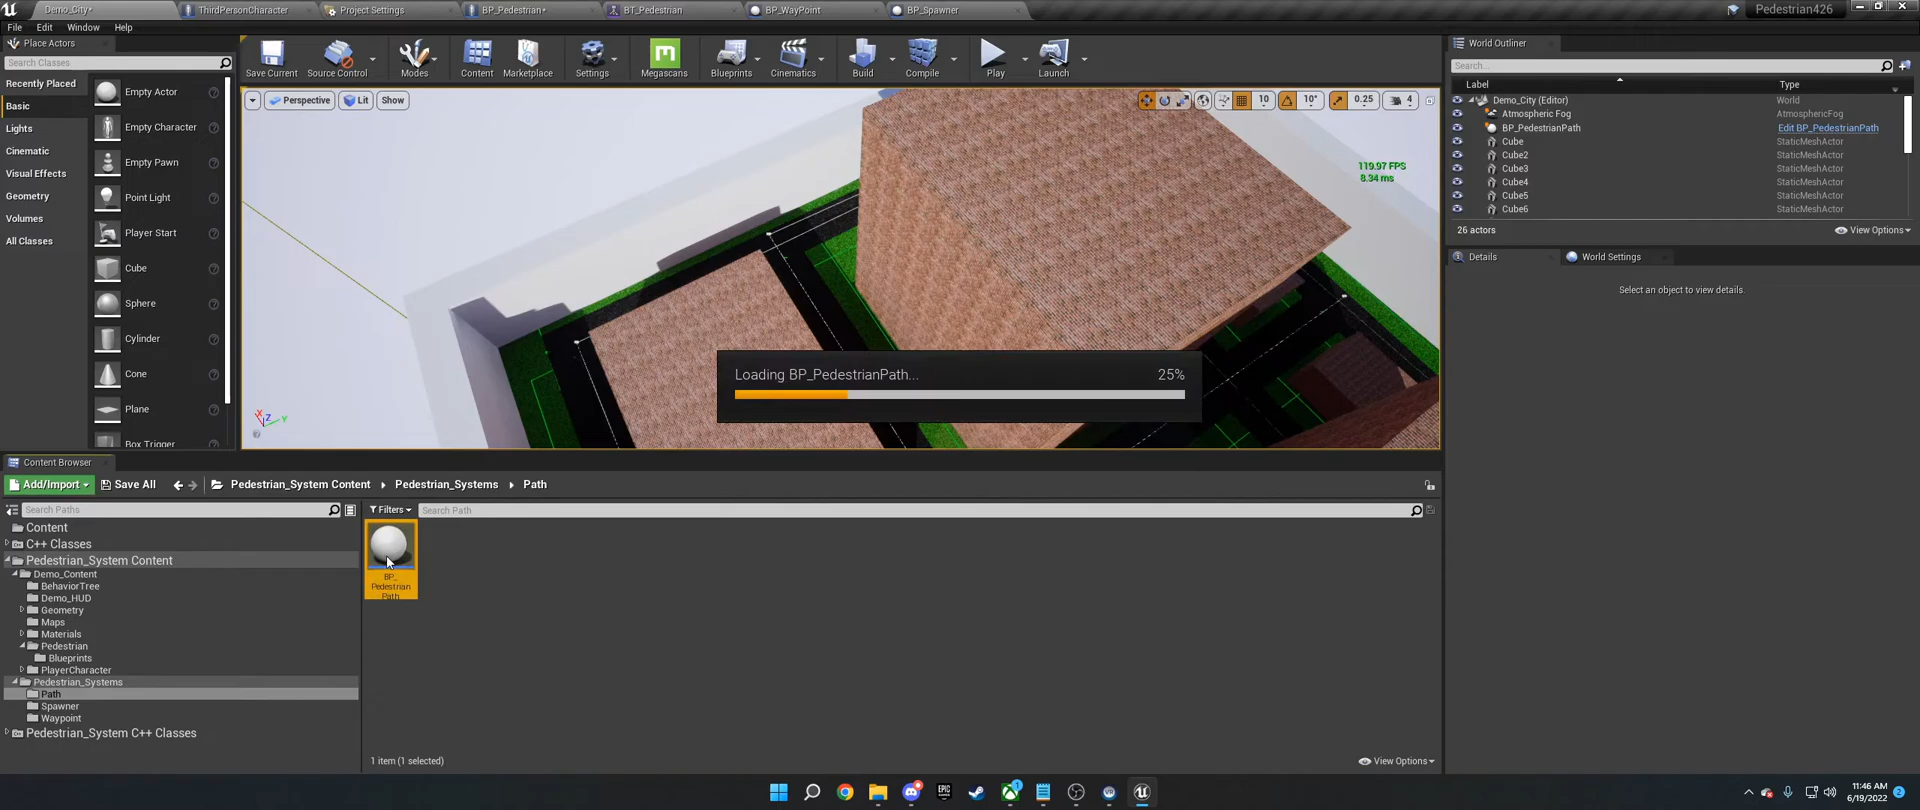 Demo_City•
ThirdPersonCharacter
Project Settings
BP_Pedestrian•
BT_Pedestrian
BP_WayPoint
BP_Spawner
Pedestrian426
File Edit Window Help
Place Actors
Search Classes
Recently Placed
Basic
Lights
Cinematic
Visual Effects
Geometry
Volumes
All Classes
Empty Actor
Empty Character
Empty Pawn
Point Light
Player Start
Cube
Sphere
Cylinder
Cone
Plane
Box Trigger
Save Current
Source Control
Modes
Content
Marketplace
Settings
Megascans
Blueprints
Cinematics
Build
Compile
Play
Launch
Perspective
Lit
Show
10
10°
0.25
4
119.97 FPS
8.34 ms
X Z Y
Loading BP_PedestrianPath... 25%
World Outliner
Search...
Label Type
Demo_City (Editor) World
Atmospheric Fog AtmosphericFog
BP_PedestrianPath Edit BP_PedestrianPath
Cube StaticMeshActor
Cube2 StaticMeshActor
Cube3 StaticMeshActor
Cube4 StaticMeshActor
Cube5 StaticMeshActor
Cube6 StaticMeshActor
26 actors
View Options
Details
World Settings
Select an object to view details.
Content Browser
Add/Import
Save All
Pedestrian_System Content
Pedestrian_Systems
Path
Search Paths
Filters
Search Path
Content
C++ Classes
Pedestrian_System Content
Demo_Content
BehaviorTree
Demo_HUD
Geometry
Maps
Materials
Pedestrian
Blueprints
PlayerCharacter
Pedestrian_Systems
Path
Spawner
Waypoint
Pedestrian_System C++ Classes
BP_
Pedestrian
Path
1 item (1 selected)
View Options
EPIC
1
11:46 AM
6/19/2022
2